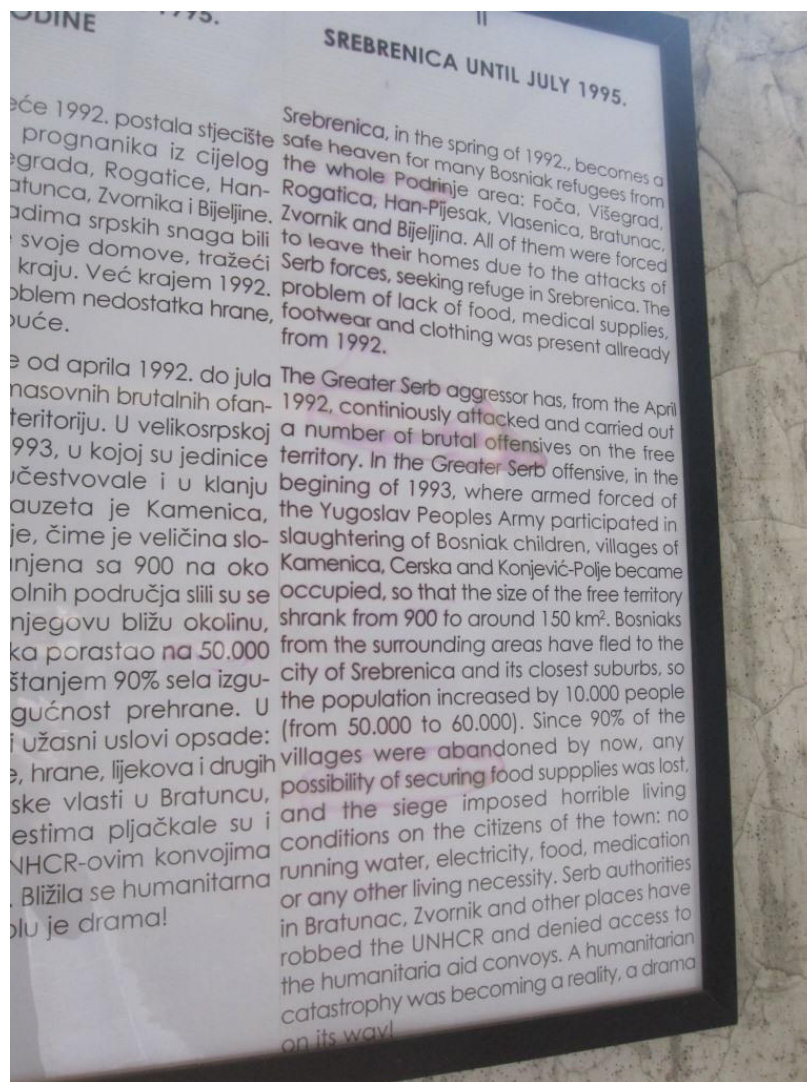 1995.
ODINE
eće 1992. postala stjecište
prognanika iz cijelog
egrada, Rogatice, Han-
atunca, Zvornika i Bijeljine.
adima srpskih snaga bili
svoje domove, tražeći
kraju. Već krajem 1992.
oblem nedostatka hrane,
buće.
e od aprila 1992. do jula
masovnih brutalnih ofan-
teritoriju. U velikosrpskoj
993, u kojoj su jedinice
učestvovale i u klanju
auzeta je Kamenica,
je, čime je veličina slo-
njena sa 900 na oko
olnih područja slili su se
njegovu bližu okolinu,
ka porastao na 50.000
štanjem 90% sela izgu-
gućnost prehrane. U
i užasni uslovi opsade:
e, hrane, lijekova i drugih
ske vlasti u Bratuncu,
estima pljačkale su i
NHCR-ovim konvojima
. Bližila se humanitarna
olu je drama!
II
SREBRENICA UNTIL JULY 1995.
Srebrenica, in the spring of 1992., becomes a
safe heaven for many Bosniak refugees from
the whole Podrinje area: Foča, Višegrad,
Rogatica, Han-Pijesak, Vlasenica, Bratunac,
Zvornik and Bijeljina. All of them were forced
to leave their homes due to the attacks of
Serb forces, seeking refuge in Srebrenica. The
problem of lack of food, medical supplies,
footwear and clothing was present allready
from 1992.
The Greater Serb aggressor has, from the April
1992, continiously attacked and carried out
a number of brutal offensives on the free
territory. In the Greater Serb offensive, in the
begining of 1993, where armed forced of
the Yugoslav Peoples Army participated in
slaughtering of Bosniak children, villages of
Kamenica, Cerska and Konjević-Polje became
occupied, so that the size of the free territory
shrank from 900 to around 150 km². Bosniaks
from the surrounding areas have fled to the
city of Srebrenica and its closest suburbs, so
the population increased by 10.000 people
(from 50.000 to 60.000). Since 90% of the
villages were abandoned by now, any
possibility of securing food suppplies was lost,
and the siege imposed horrible living
conditions on the citizens of the town: no
running water, electricity, food, medication
or any other living necessity. Serb authorities
in Bratunac, Zvornik and other places have
robbed the UNHCR and denied access to
the humanitaria aid convoys. A humanitarian
catastrophy was becoming a reality, a drama
on its way!